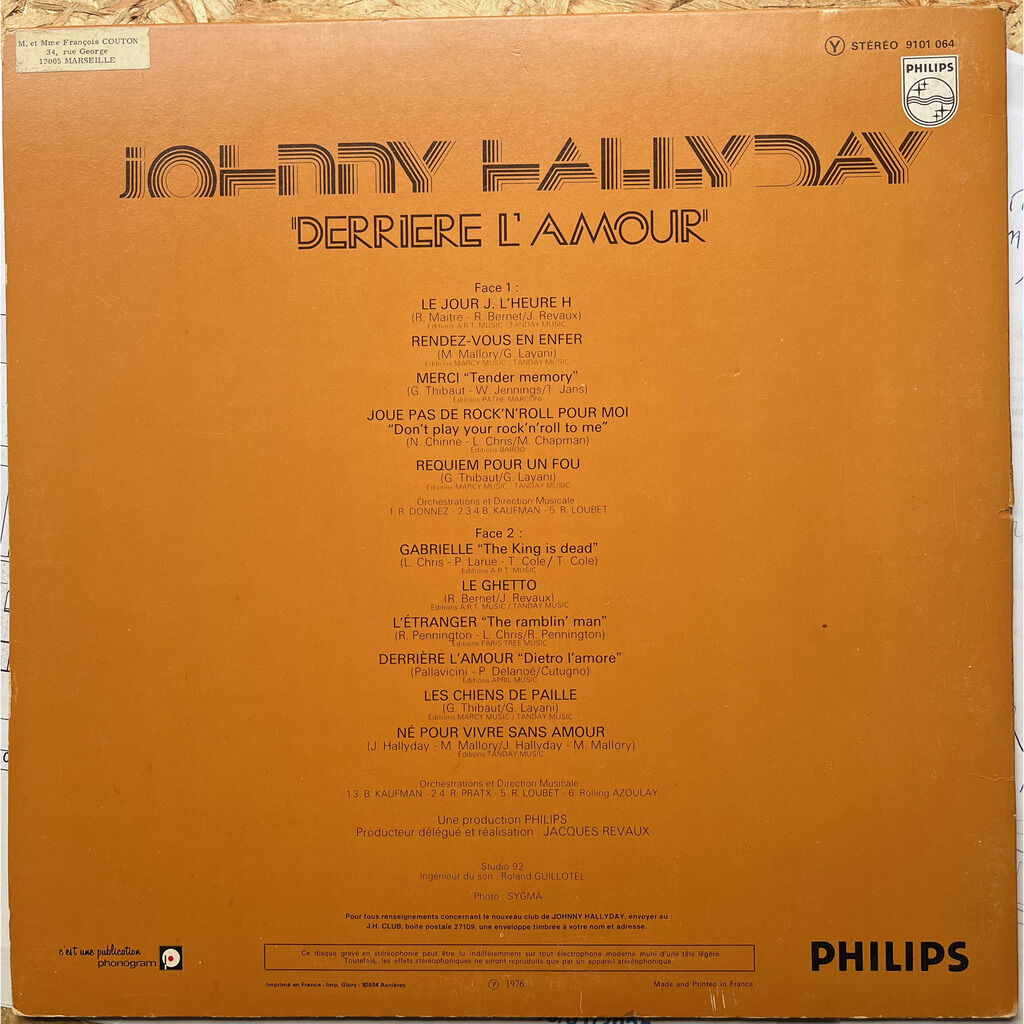 M. et Mme François COUTON
34, rue George
13005 MARSEILLE
Y STÉRÉO 9101 064
PHILIPS
JOHNNY HALLYDAY
"DERRIERE L'AMOUR"
Face 1 :
LE JOUR J. L'HEURE H
(R. Maitre - R. Bernet/J. Revaux)
Editions A.R.T. MUSIC - TANDAY MUSIC
RENDEZ-VOUS EN ENFER
(M. Mallory/G. Layani)
Editions MARCY MUSIC - TANDAY MUSIC
MERCI "Tender memory"
(G. Thibaut - W. Jennings/T. Jans)
Editions PATHE MARCONI
JOUE PAS DE ROCK'N'ROLL POUR MOI
"Don't play your rock'n'roll to me"
(N. Chinne - L. Chris/M. Chapman)
Editions BABOO
REQUIEM POUR UN FOU
(G. Thibaut/G. Layani)
Editions MARCY MUSIC / TANDAY MUSIC
Orchestrations et Direction Musicale
1. R. DONNEZ - 2.3.4 B. KAUFMAN - 5. R. LOUBET
Face 2 :
GABRIELLE "The King is dead"
(L. Chris - P. Larue - T. Cole / T. Cole)
Editions A.R.T. MUSIC
LE GHETTO
(R. Bernet/J. Revaux)
Editions A.R.T. MUSIC / TANDAY MUSIC
L'ÉTRANGER "The ramblin' man"
(R. Pennington - L. Chris/R. Pennington)
Editions PARIS TREE MUSIC
DERRIÈRE L'AMOUR "Dietro l'amore"
(Pallavicini - P. Delanoé/Cutugno)
Editions APRIL MUSIC
LES CHIENS DE PAILLE
(G. Thibaut/G. Layani)
Editions MARCY MUSIC / TANDAY MUSIC
NÉ POUR VIVRE SANS AMOUR
(J. Hallyday - M. Mallory/J. Hallyday - M. Mallory)
Editions TANDAY MUSIC
Orchestrations et Direction Musicale :
1.3. B. KAUFMAN - 2.4. R. PRATX - 5. R. LOUBET - 6. Rolling AZOULAY
Une production PHILIPS
Producteur délégué et réalisation : JACQUES REVAUX
Studio 92
Ingénieur du son : Roland GUILLOTEL
Photo : SYGMA
Pour tous renseignements concernant le nouveau club de JOHNNY HALLYDAY, envoyer au :
J.H. CLUB, boîte postale 27109, une enveloppe timbrée à votre nom et adresse.
c'est une publication
phonogram
Ce disque gravé en stéréophonie peut être lu indifféremment sur tout électrophone moderne muni d'une tête légère.
Toutefois, les effets stéréophoniques ne seront reproduits que par un appareil stéréophonique.
PHILIPS
Imprimé en France - Imp. Glory - 92604 Asnières
Ⓟ 1976
Made and Printed in France